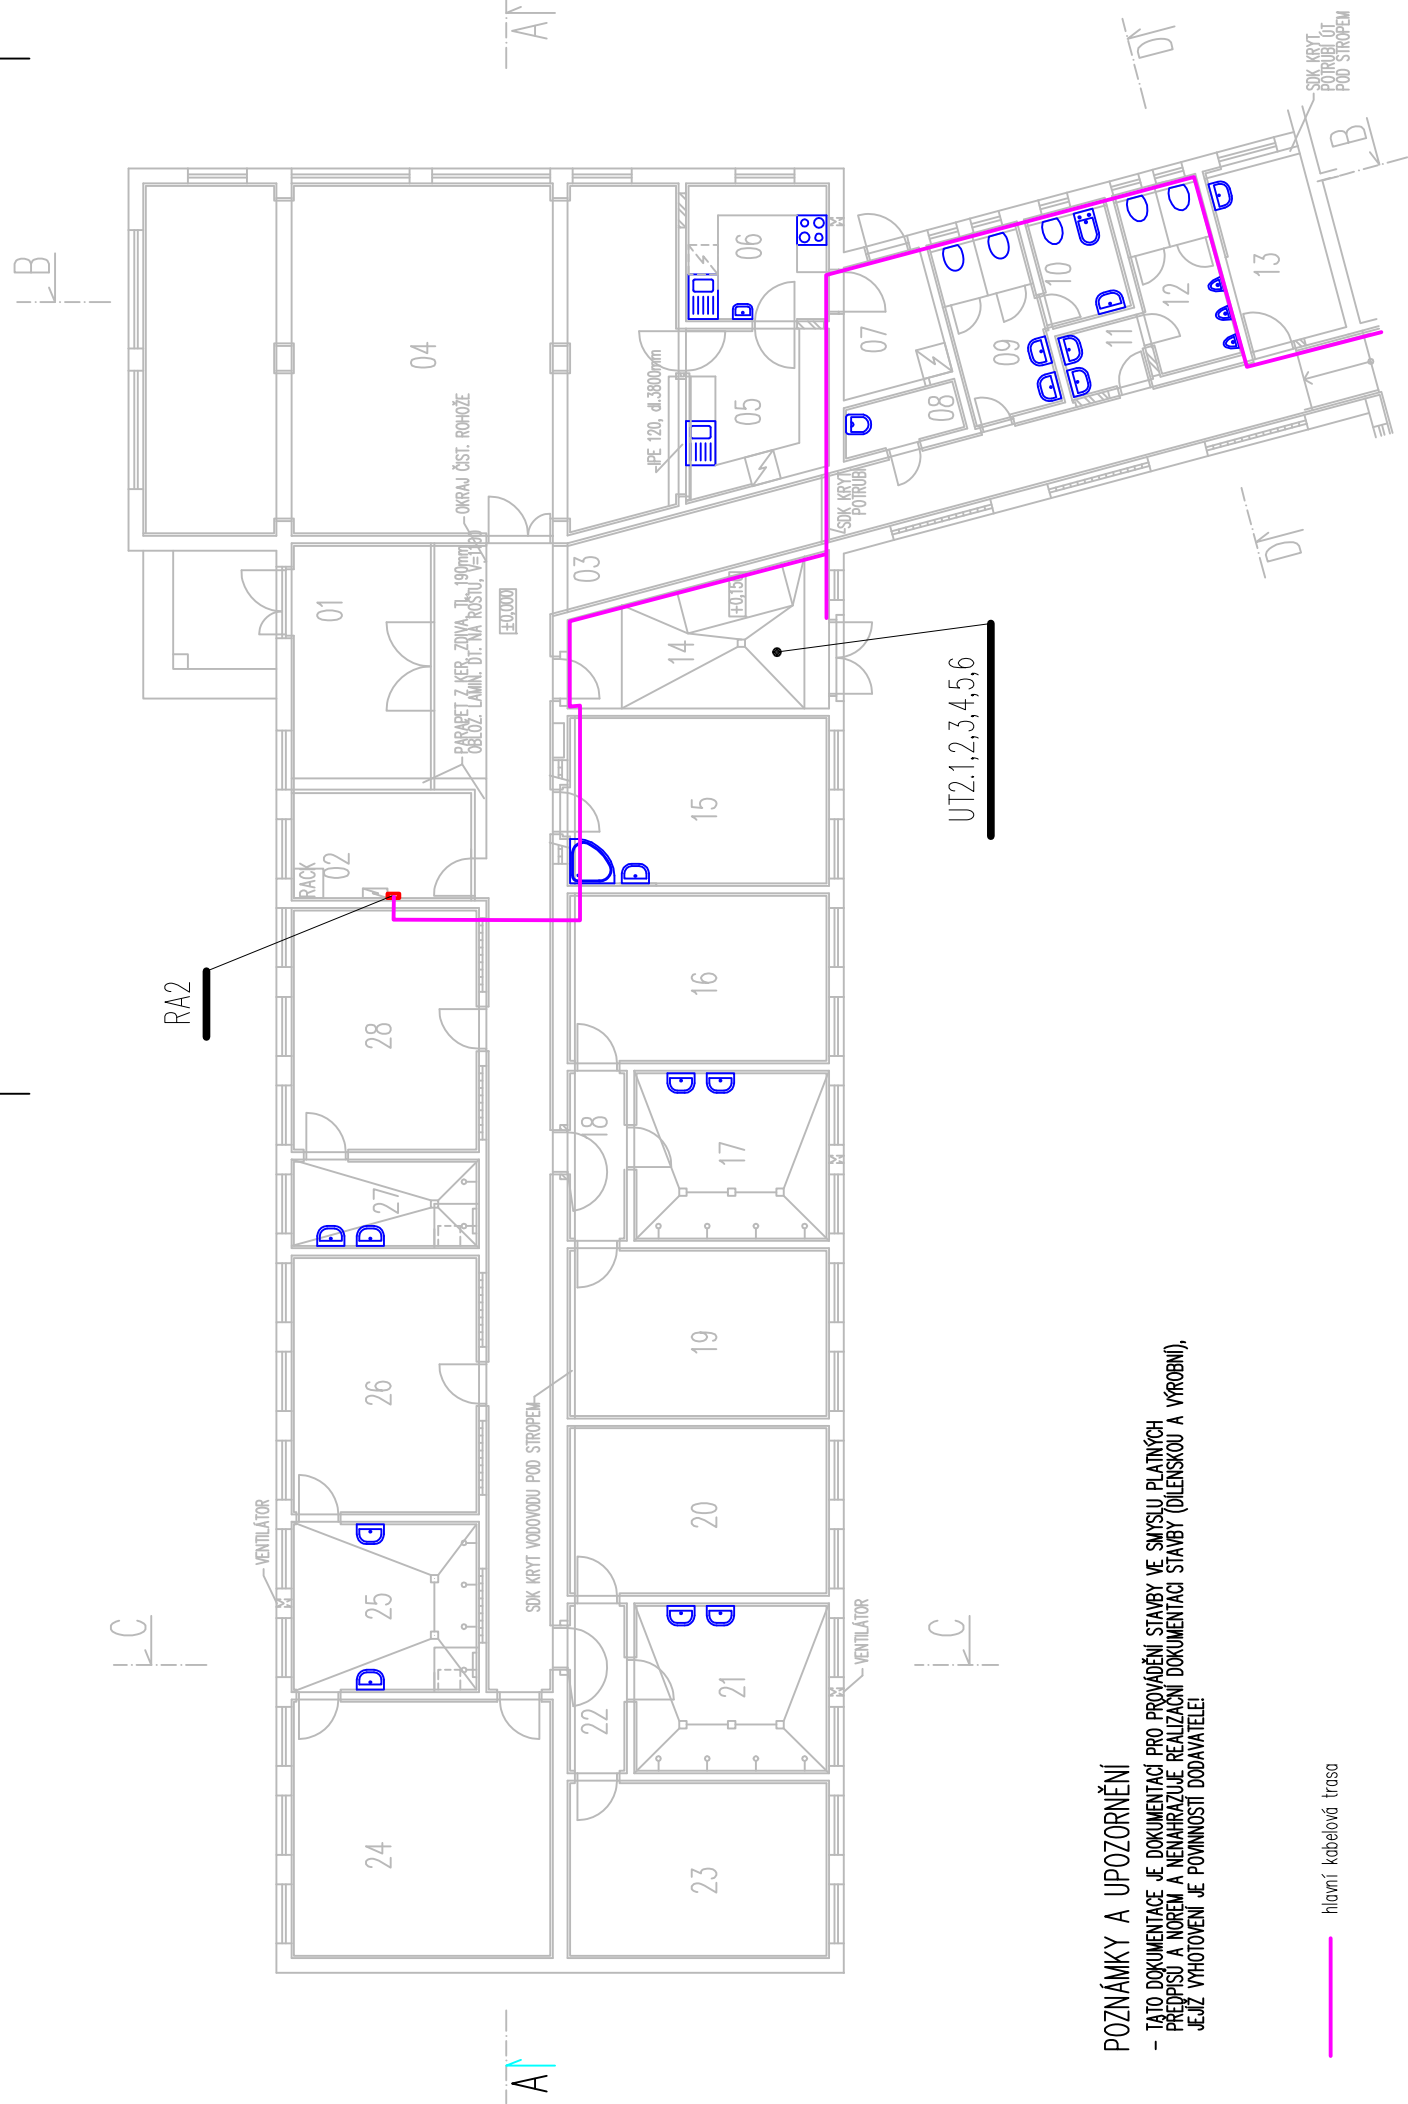 A
B
D
SDK KRYT
POTRUBÍ ÚT
POD STROPEM
B
04
06
05
IPE 120, dl.3800mm
07
08
09
10
11
12
13
OKRAJ ČIST. ROHOŽE
PARAPET Z KER. ZDIVA, TL. 190mm
01
±0,000
03
SDK KRYT
POTRUBÍ
D
+0,15
14
UT2.1,2,3,4,5,6
RACK
02
15
RA2
28
16
27
18
17
26
19
SDK KRYT VODOVODU POD STROPEM
VENTILÁTOR
25
20
C
22
21
VENTILÁTOR
C
24
23
A
POZNÁMKY A UPOZORNĚNÍ
- TATO DOKUMENTACE JE DOKUMENTACÍ PRO PROVÁDĚNÍ STAVBY VE SMYSLU PLATNÝCH
PŘEDPISŮ A NOREM A NENAHRAZUJE REALIZAČNÍ DOKUMENTACI STAVBY (DÍLENSKOU A VÝROBNÍ),
JEJÍŽ VYHOTOVENÍ JE POVINNOSTÍ DODAVATELE!
hlavní kabelová trasa